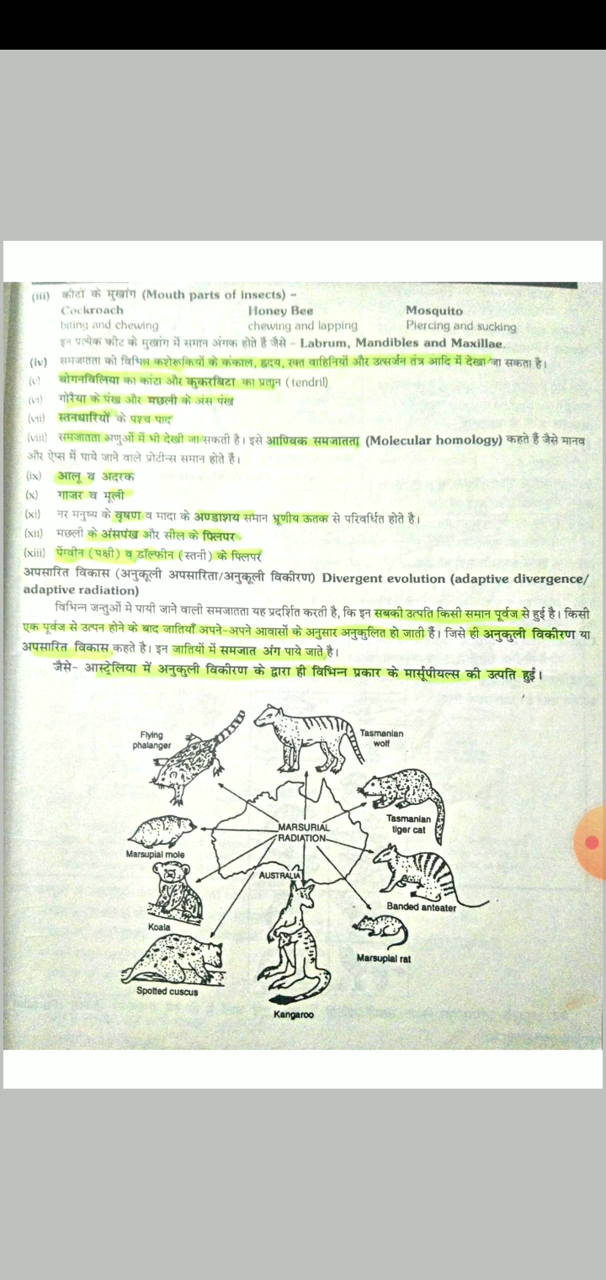 (iii) कीटों के मुखांग (Mouth parts of insects) –
Cockroach Honey Bee Mosquito
biting and chewing chewing and lapping Piercing and sucking
इन प्रत्येक कीट के मुखांग में समान अंगक होते हैं जैसे – Labrum, Mandibles and Maxillae.
(iv) समजातता को विभिन्न कशेरूकियों के कंकाल, ह्रदय, रक्त वाहिनियों और उत्सर्जन तंत्र आदि में देखा जा सकता है।
(v) बोगनविलिया का कांटा और कुकरबिटा का प्रतान (tendril)
(vi) गोरैया के पंख और मछली के अंस पंख
(vii) स्तनधारियों के पश्च पाद
(viii) समजातता अणुओं में भी देखी जा सकती है। इसे आण्विक समजातता (Molecular homology) कहते हैं जैसे मानव
और ऐप्स में पाये जाने वाले प्रोटीन्स समान होते हैं।
(ix) आलू व अदरक
(x) गाजर व मूली
(xi) नर मनुष्य के वृषण व मादा के अण्डाशय समान भ्रूणीय ऊतक से परिवर्धित होते है।
(xii) मछली के अंसपंख और सील के फ्लिपर
(xiii) पेंग्वीन (पक्षी) व डॉल्फीन (स्तनी) के फ्लिपर
अपसारित विकास (अनुकूली अपसारिता/अनुकूली विकीरण) Divergent evolution (adaptive divergence/
adaptive radiation)
विभिन्न जन्तुओं में पायी जाने वाली समजातता यह प्रदर्शित करती है, कि इन सबकी उत्पति किसी समान पूर्वज से हुई है। किसी
एक पूर्वज से उत्पन होने के बाद जातियाँ अपने-अपने आवासों के अनुसार अनुकुलित हो जाती हैं। जिसे ही अनुकुली विकीरण या
अपसारित विकास कहते है। इन जातियों में समजात अंग पाये जाते है।
जैसे- आस्ट्रेलिया में अनुकुली विकीरण के द्वारा ही विभिन्न प्रकार के मार्सूपीयल्स की उत्पति हुई।
Flying
phalanger
Tasmanian
wolf
Tasmanian
tiger cat
MARSURIAL
RADIATION
Marsupial mole
AUSTRALIA
Banded anteater
Koala
Marsupial rat
Spotted cuscus
Kangaroo